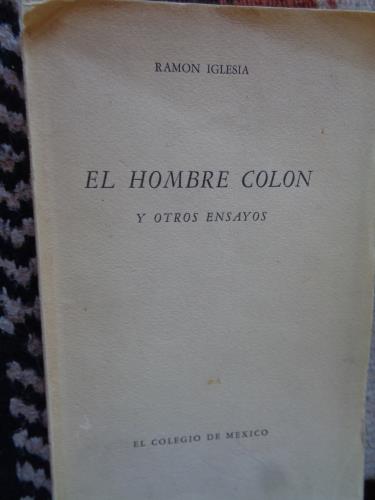 RAMON IGLESIA
EL HOMBRE COLON
Y OTROS ENSAYOS
EL COLEGIO DE MEXICO